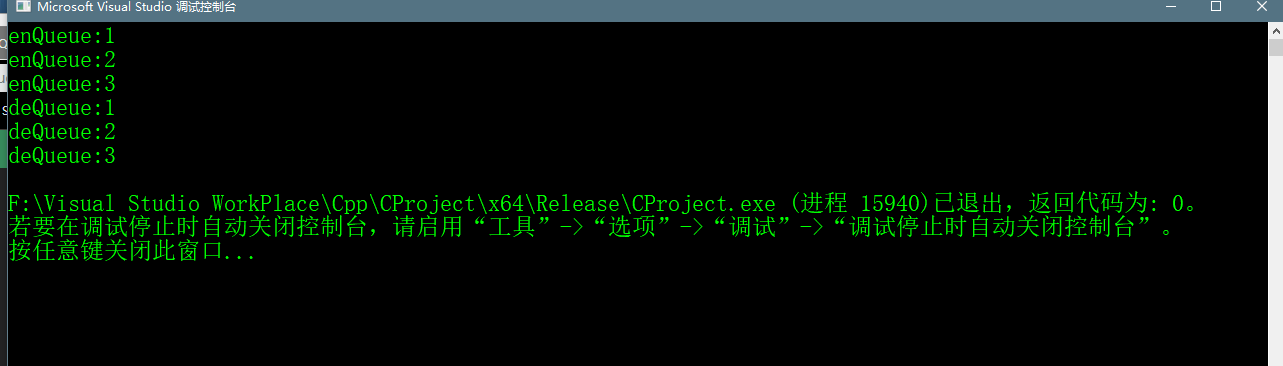 Microsoft Visual Studio 调试控制台
enQueue:1
enQueue:2
enQueue:3
deQueue:1
deQueue:2
deQueue:3
F:\Visual Studio WorkPlace\Cpp\CProject\x64\Release\CProject.exe (进程 15940)已退出，返回代码为: 0。
若要在调试停止时自动关闭控制台，请启用“工具”->“选项”->“调试”->“调试停止时自动关闭控制台”。
按任意键关闭此窗口...